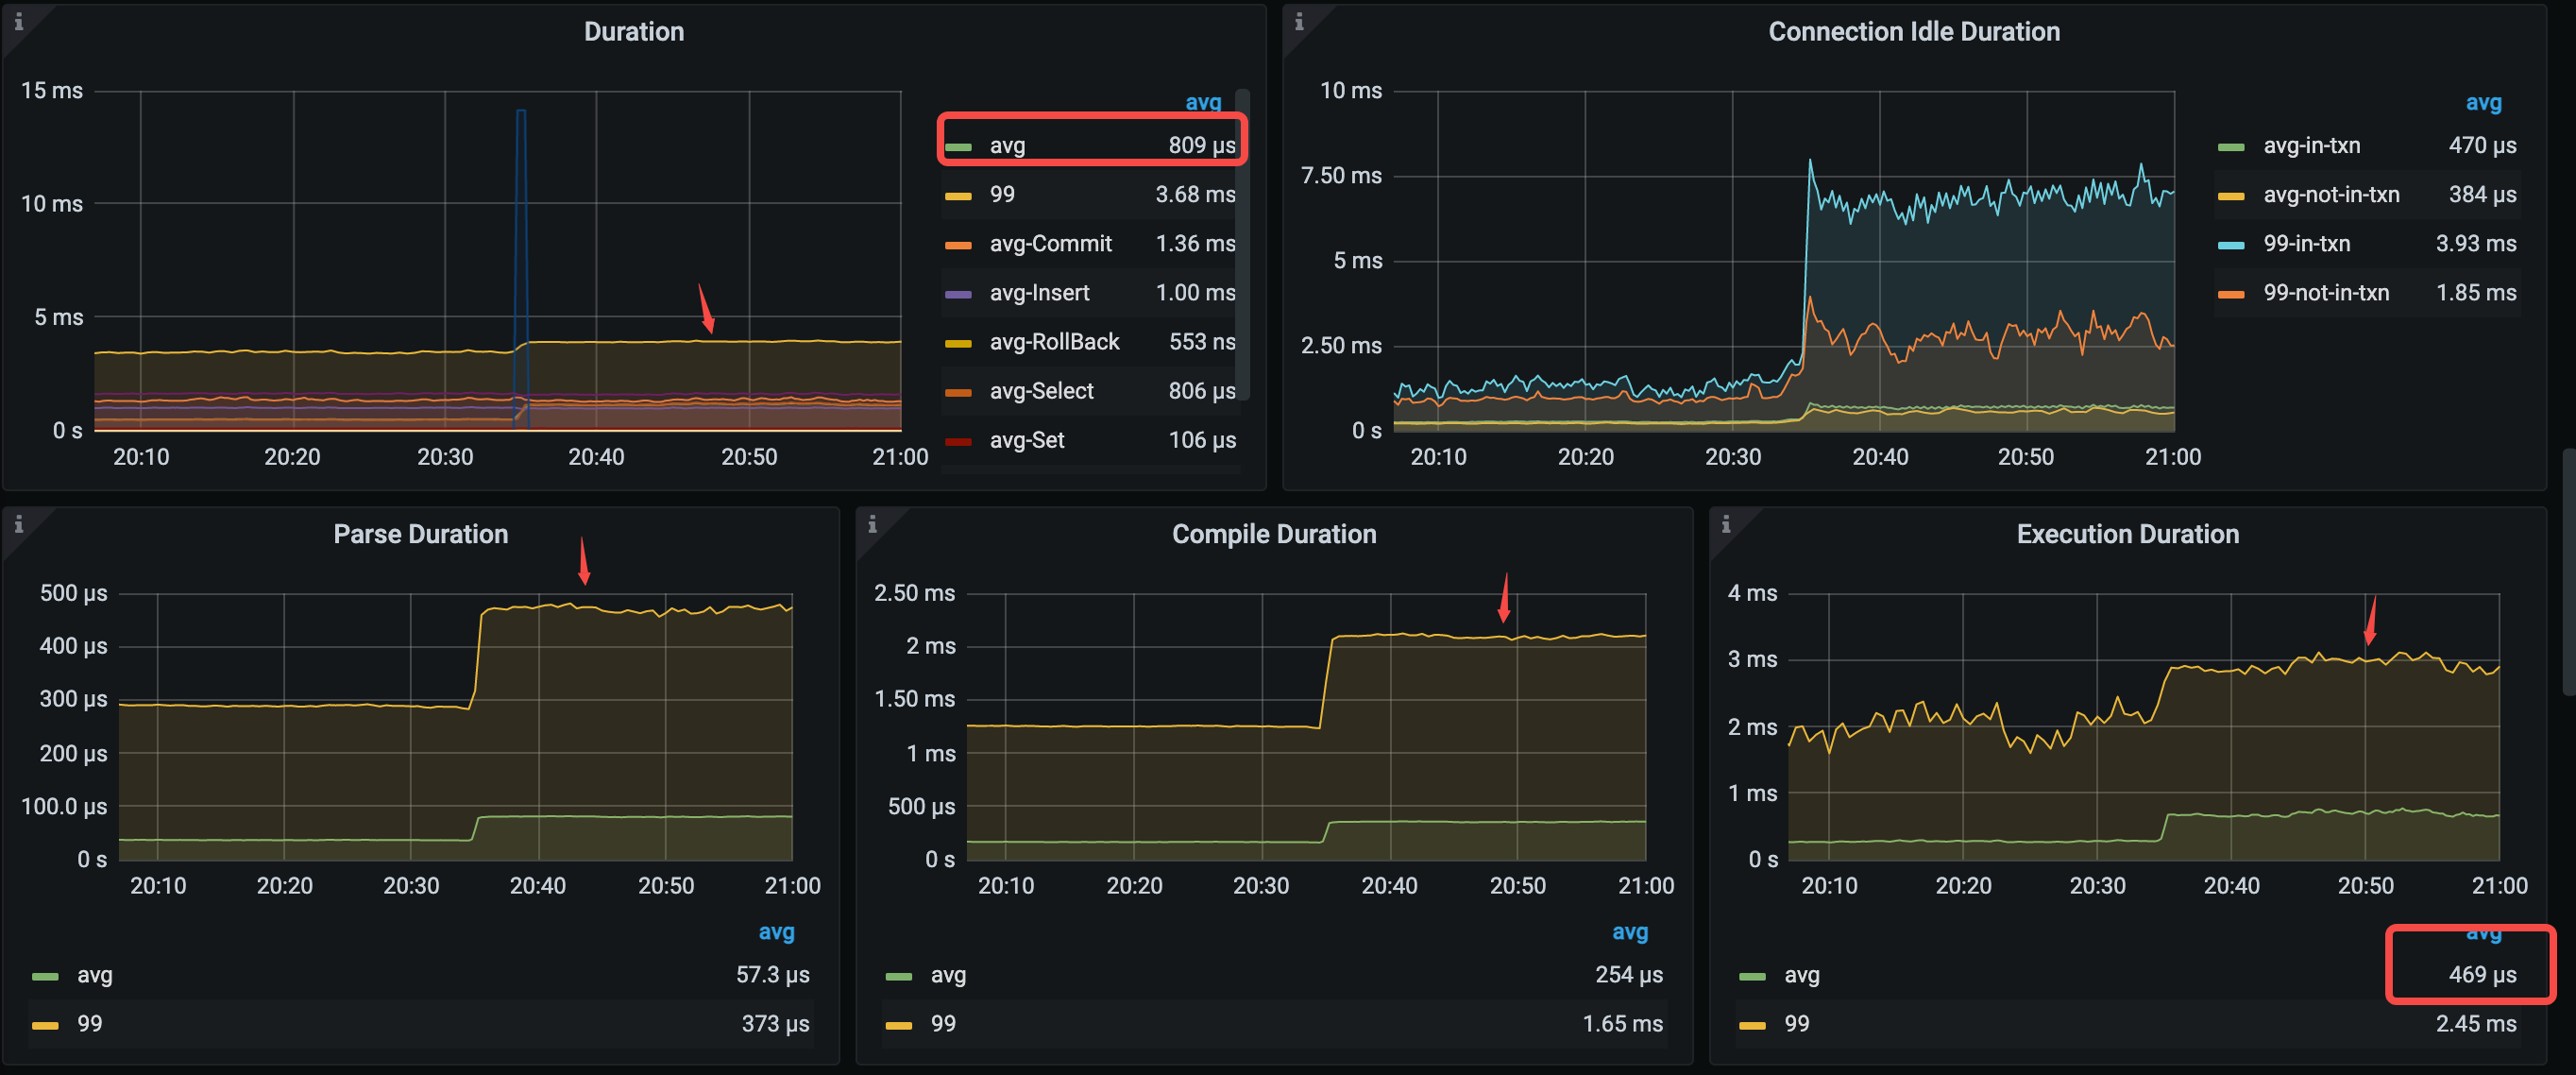 Duration
15 ms
10 ms
5 ms
0 s
20:10 20:20 20:30 20:40 20:50 21:00
avg
avg 809 µs
99 3.68 ms
avg-Commit 1.36 ms
avg-Insert 1.00 ms
avg-RollBack 553 ns
avg-Select 806 µs
avg-Set 106 µs
Connection Idle Duration
10 ms
7.50 ms
5 ms
2.50 ms
0 s
20:10 20:20 20:30 20:40 20:50 21:00
avg
avg-in-txn 470 µs
avg-not-in-txn 384 µs
99-in-txn 3.93 ms
99-not-in-txn 1.85 ms
Parse Duration
500 µs
400 µs
300 µs
200 µs
100.0 µs
0 s
20:10 20:20 20:30 20:40 20:50 21:00
avg
avg 57.3 µs
99 373 µs
Compile Duration
2.50 ms
2 ms
1.50 ms
1 ms
500 µs
0 s
20:10 20:20 20:30 20:40 20:50 21:00
avg
avg 254 µs
99 1.65 ms
Execution Duration
4 ms
3 ms
2 ms
1 ms
0 s
20:10 20:20 20:30 20:40 20:50 21:00
avg
avg 469 µs
99 2.45 ms